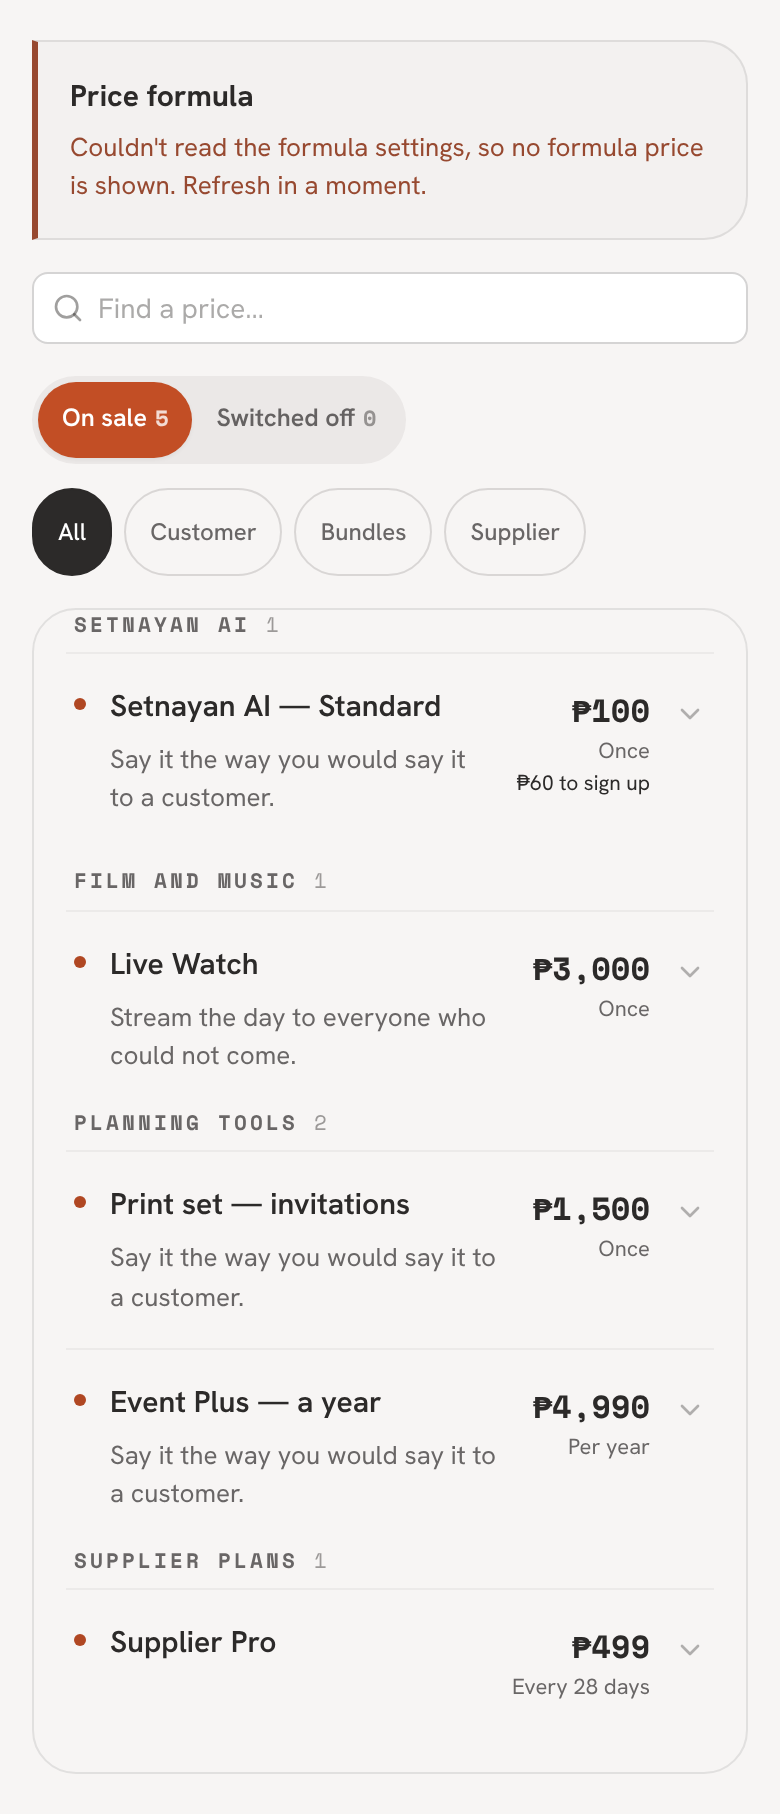 Price formula
Couldn't read the formula settings, so no formula price
is shown. Refresh in a moment.
Find a price...
On sale 5 Switched off 0
All Customer Bundles Supplier
SETNAYAN AI 1
Setnayan AI — Standard ₱100
Once
Say it the way you would say it
₱60 to sign up
to a customer.
FILM AND MUSIC 1
Live Watch ₱3,000
Once
Stream the day to everyone who
could not come.
PLANNING TOOLS 2
Print set — invitations ₱1,500
Once
Say it the way you would say it to
a customer.
Event Plus — a year ₱4,990
Per year
Say it the way you would say it to
a customer.
SUPPLIER PLANS 1
Supplier Pro ₱499
Every 28 days